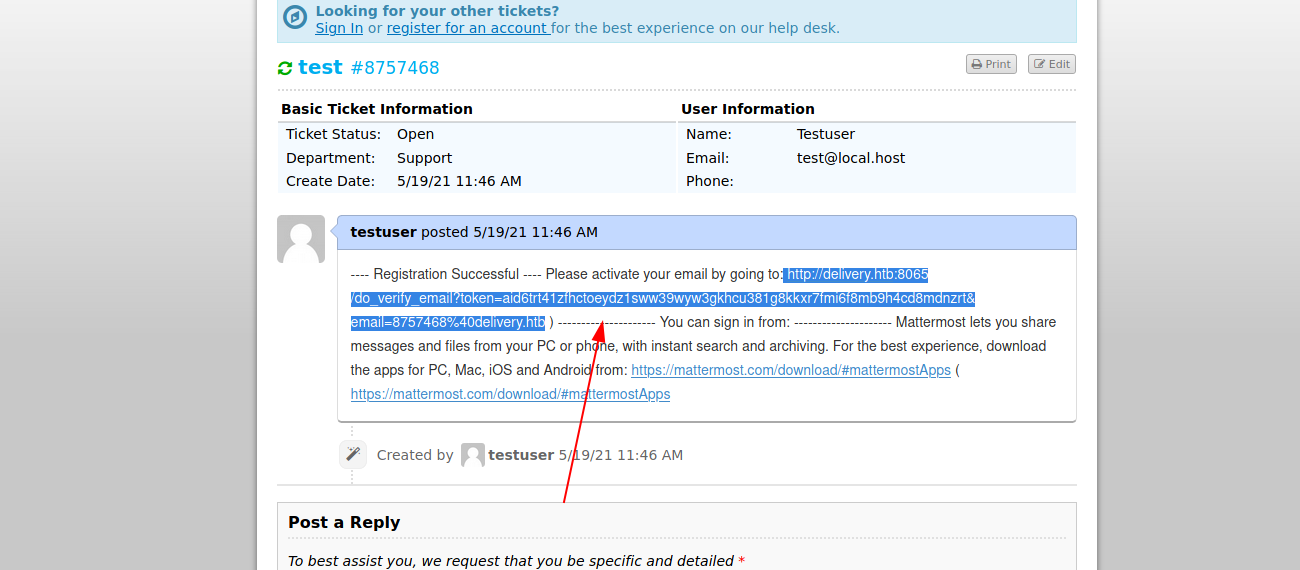 Looking for your other tickets?
Sign In or register for an account for the best experience on our help desk.
test #8757468
Print
Edit
Basic Ticket Information
User Information
Ticket Status: Open
Name: Testuser
Department: Support
Email: test@local.host
Create Date: 5/19/21 11:46 AM
Phone:
testuser posted 5/19/21 11:46 AM
---- Registration Successful ---- Please activate your email by going to: http://delivery.htb:8065
/do_verify_email?token=aid6trt41zfhctoeydz1sww39wyw3gkhcu381g8kkxr7fmi6f8mb9h4cd8mdnzrt&
email=8757468%40delivery.htb ) --------------------- You can sign in from: --------------------- Mattermost lets you share
messages and files from your PC or phone, with instant search and archiving. For the best experience, download
the apps for PC, Mac, iOS and Android from: https://mattermost.com/download/#mattermostApps (
https://mattermost.com/download/#mattermostApps
Created by testuser 5/19/21 11:46 AM
Post a Reply
To best assist you, we request that you be specific and detailed *